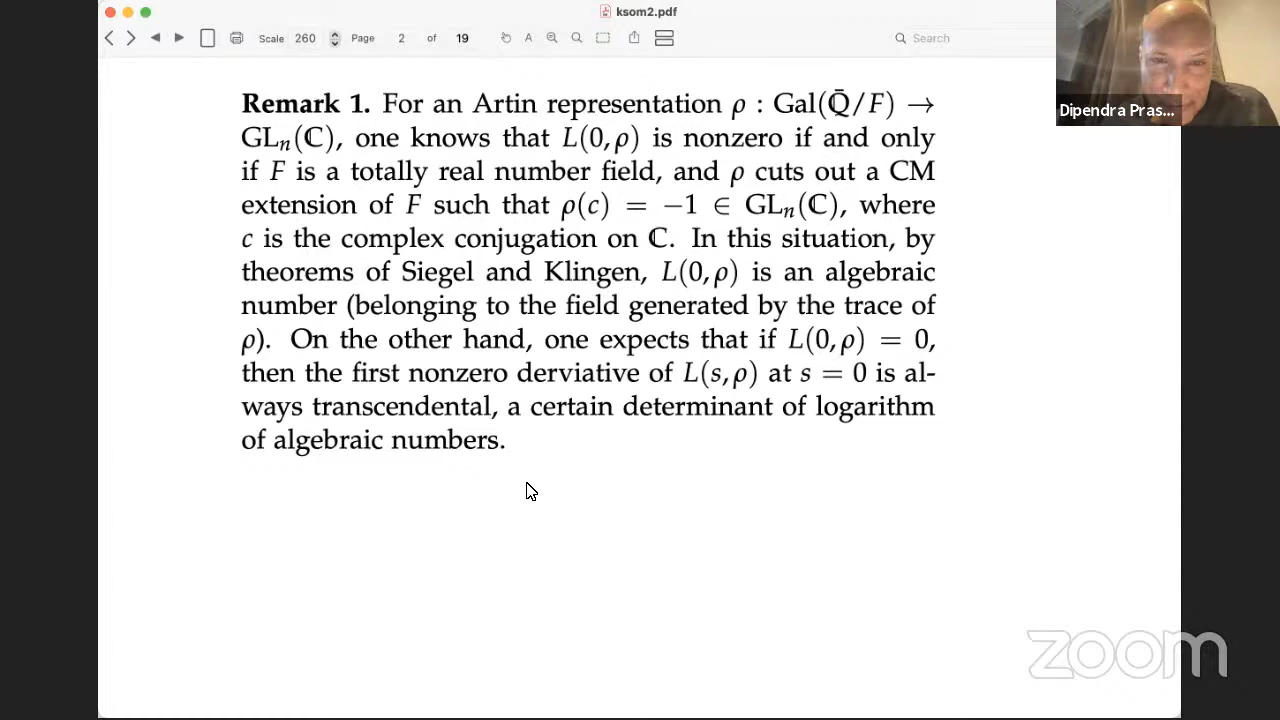 ksom2.pdf
Scale 260 Page 2 of 19 A Search
Remark 1. For an Artin representation ρ : Gal(Q̄/F) →
GLn(ℂ), one knows that L(0,ρ) is nonzero if and only
if F is a totally real number field, and ρ cuts out a CM
extension of F such that ρ(c) = −1 ∈ GLn(ℂ), where
c is the complex conjugation on ℂ. In this situation, by
theorems of Siegel and Klingen, L(0,ρ) is an algebraic
number (belonging to the field generated by the trace of
ρ). On the other hand, one expects that if L(0,ρ) = 0,
then the first nonzero derviative of L(s,ρ) at s = 0 is al-
ways transcendental, a certain determinant of logarithm
of algebraic numbers.
Dipendra Pras...
zoom